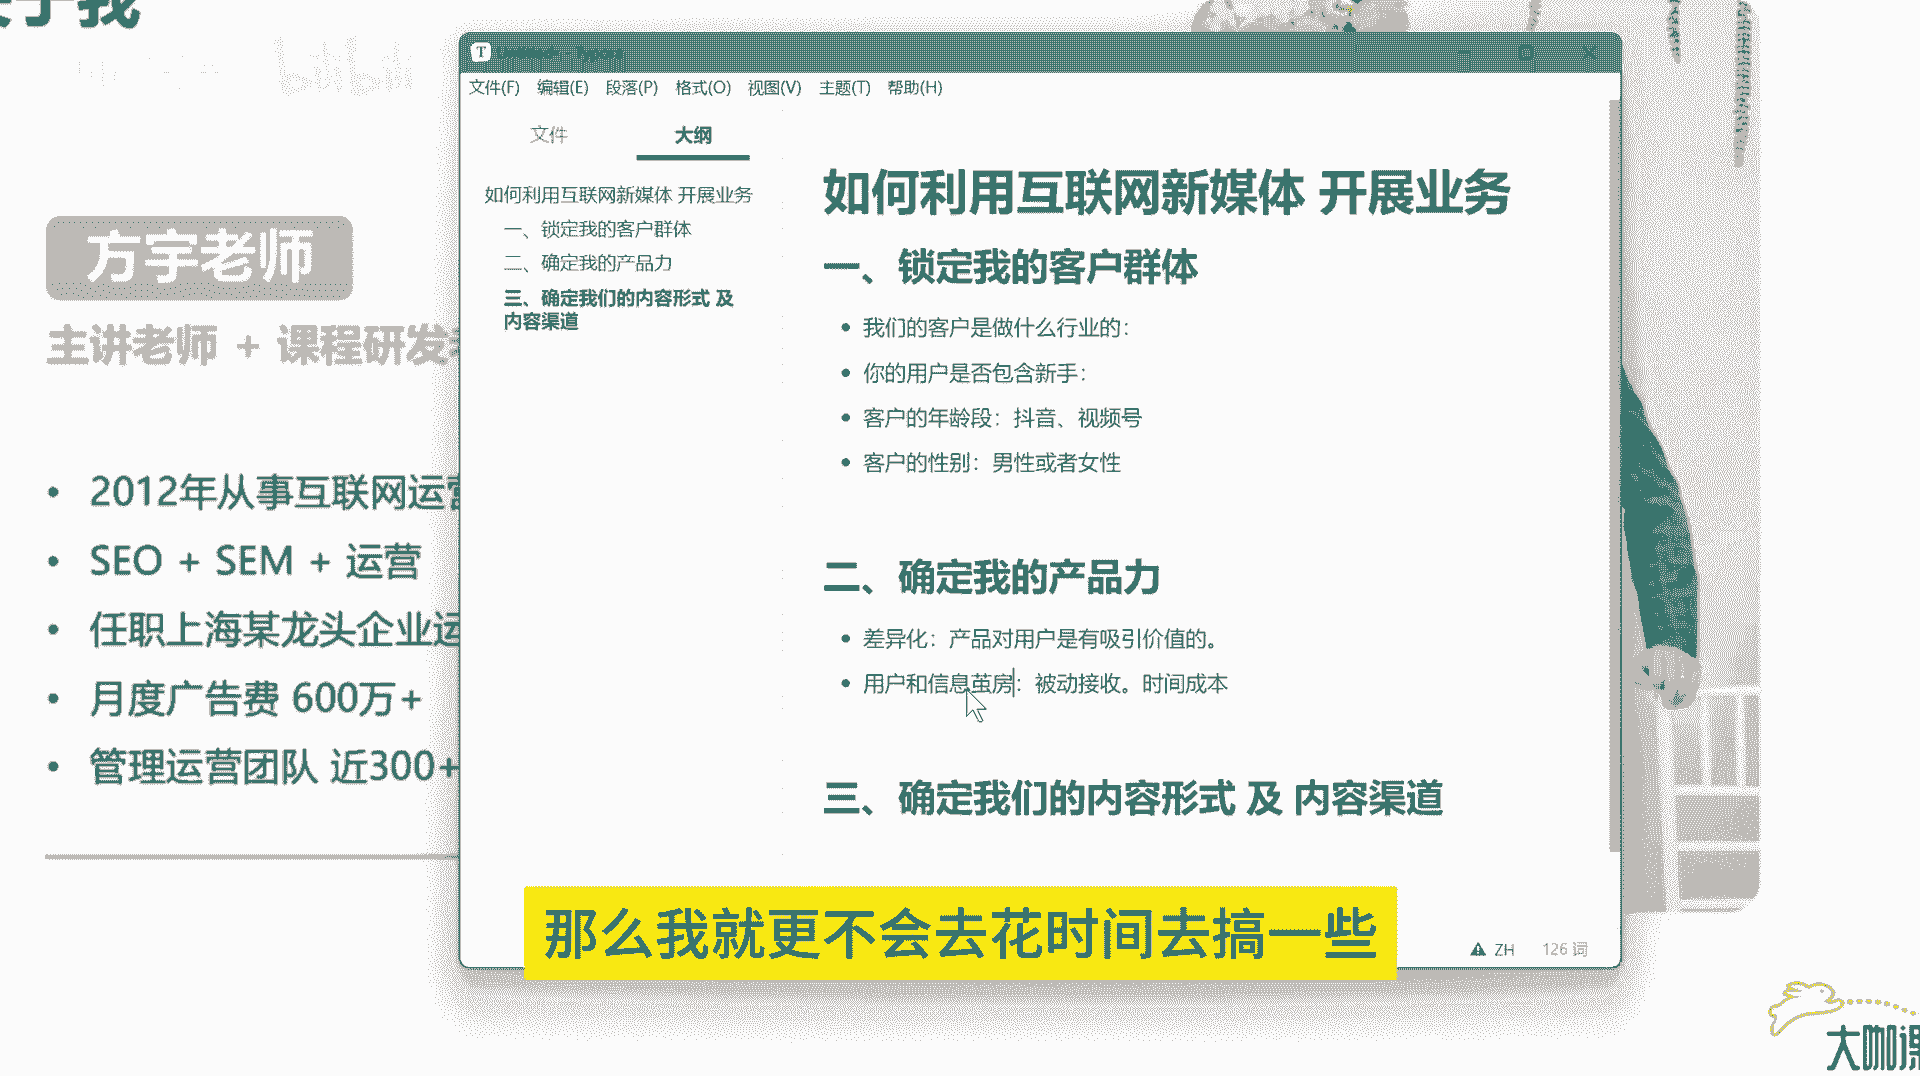 bilibili
方宇老师
主讲老师 + 课程研发
2012年从事互联网运营
SEO + SEM + 运营
任职上海某龙头企业运
月度广告费 600万+
管理运营团队 近300+
T
文件(F) 编辑(E) 段落(P) 格式(O) 视图(V) 主题(T) 帮助(H)
文件 大纲
如何利用互联网新媒体 开展业务
一、锁定我的客户群体
二、确定我的产品力
三、确定我们的内容形式 及
内容渠道
如何利用互联网新媒体 开展业务
一、锁定我的客户群体
我们的客户是做什么行业的：
你的用户是否包含新手：
客户的年龄段：抖音、视频号
客户的性别：男性或者女性
二、确定我的产品力
差异化：产品对用户是有吸引价值的。
用户和信息茧房：被动接收。时间成本
三、确定我们的内容形式 及 内容渠道
ZH 126 词
那么我就更不会去花时间去搞一些
大咖课